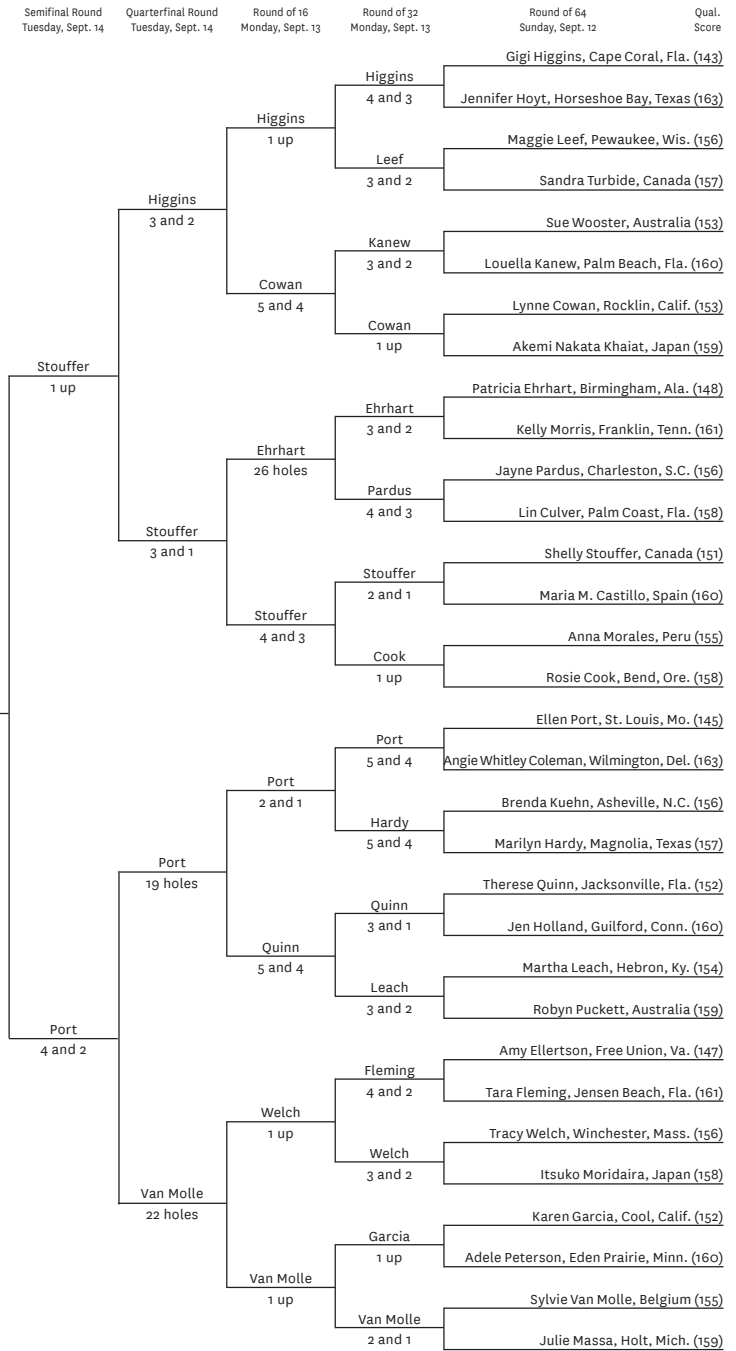 Semifinal Round
Tuesday, Sept. 14
Quarterfinal Round
Tuesday, Sept. 14
Round of 16
Monday, Sept. 13
Round of 32
Monday, Sept. 13
Round of 64
Sunday, Sept. 12
Qual.
Score
Gigi Higgins, Cape Coral, Fla. (143)
Higgins
4 and 3
Jennifer Hoyt, Horseshoe Bay, Texas (163)
Higgins
1 up
Maggie Leef, Pewaukee, Wis. (156)
Leef
3 and 2
Sandra Turbide, Canada (157)
Higgins
3 and 2
Sue Wooster, Australia (153)
Kanew
3 and 2
Louella Kanew, Palm Beach, Fla. (160)
Cowan
5 and 4
Lynne Cowan, Rocklin, Calif. (153)
Cowan
1 up
Akemi Nakata Khaiat, Japan (159)
Stouffer
1 up
Patricia Ehrhart, Birmingham, Ala. (148)
Ehrhart
3 and 2
Kelly Morris, Franklin, Tenn. (161)
Ehrhart
26 holes
Jayne Pardus, Charleston, S.C. (156)
Pardus
4 and 3
Lin Culver, Palm Coast, Fla. (158)
Stouffer
3 and 1
Shelly Stouffer, Canada (151)
Stouffer
2 and 1
Maria M. Castillo, Spain (160)
Stouffer
4 and 3
Anna Morales, Peru (155)
Cook
1 up
Rosie Cook, Bend, Ore. (158)
Ellen Port, St. Louis, Mo. (145)
Port
5 and 4
Angie Whitley Coleman, Wilmington, Del. (163)
Port
2 and 1
Brenda Kuehn, Asheville, N.C. (156)
Hardy
5 and 4
Marilyn Hardy, Magnolia, Texas (157)
Port
19 holes
Therese Quinn, Jacksonville, Fla. (152)
Quinn
3 and 1
Jen Holland, Guilford, Conn. (160)
Quinn
5 and 4
Martha Leach, Hebron, Ky. (154)
Leach
3 and 2
Robyn Puckett, Australia (159)
Port
4 and 2
Amy Ellertson, Free Union, Va. (147)
Fleming
4 and 2
Tara Fleming, Jensen Beach, Fla. (161)
Welch
1 up
Tracy Welch, Winchester, Mass. (156)
Welch
3 and 2
Itsuko Moridaira, Japan (158)
Van Molle
22 holes
Karen Garcia, Cool, Calif. (152)
Garcia
1 up
Adele Peterson, Eden Prairie, Minn. (160)
Van Molle
1 up
Sylvie Van Molle, Belgium (155)
Van Molle
2 and 1
Julie Massa, Holt, Mich. (159)